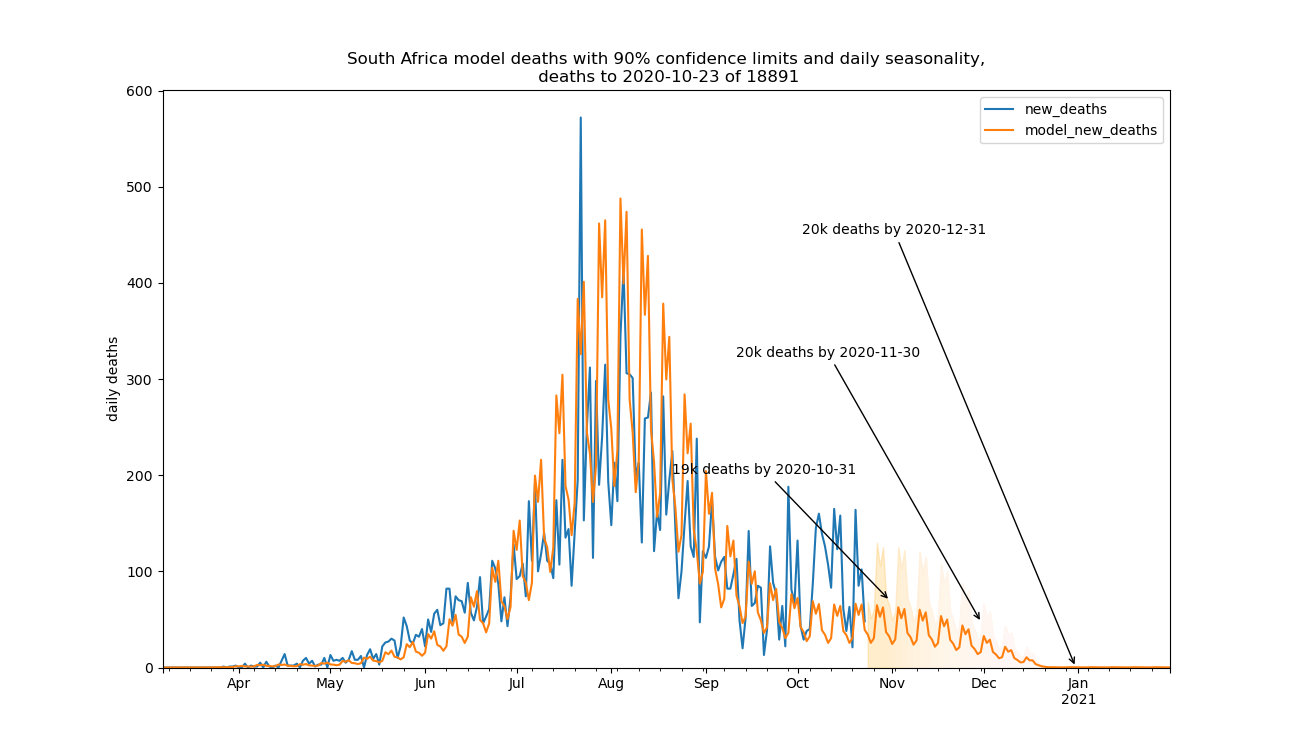 South Africa model deaths with 90% confidence limits and daily seasonality,
deaths to 2020-10-23 of 18891
600
500
400
300
200
100
0
daily deaths
new_deaths
model_new_deaths
20k deaths by 2020-12-31
20k deaths by 2020-11-30
19k deaths by 2020-10-31
Apr May Jun Jul Aug Sep Oct Nov Dec Jan
2021